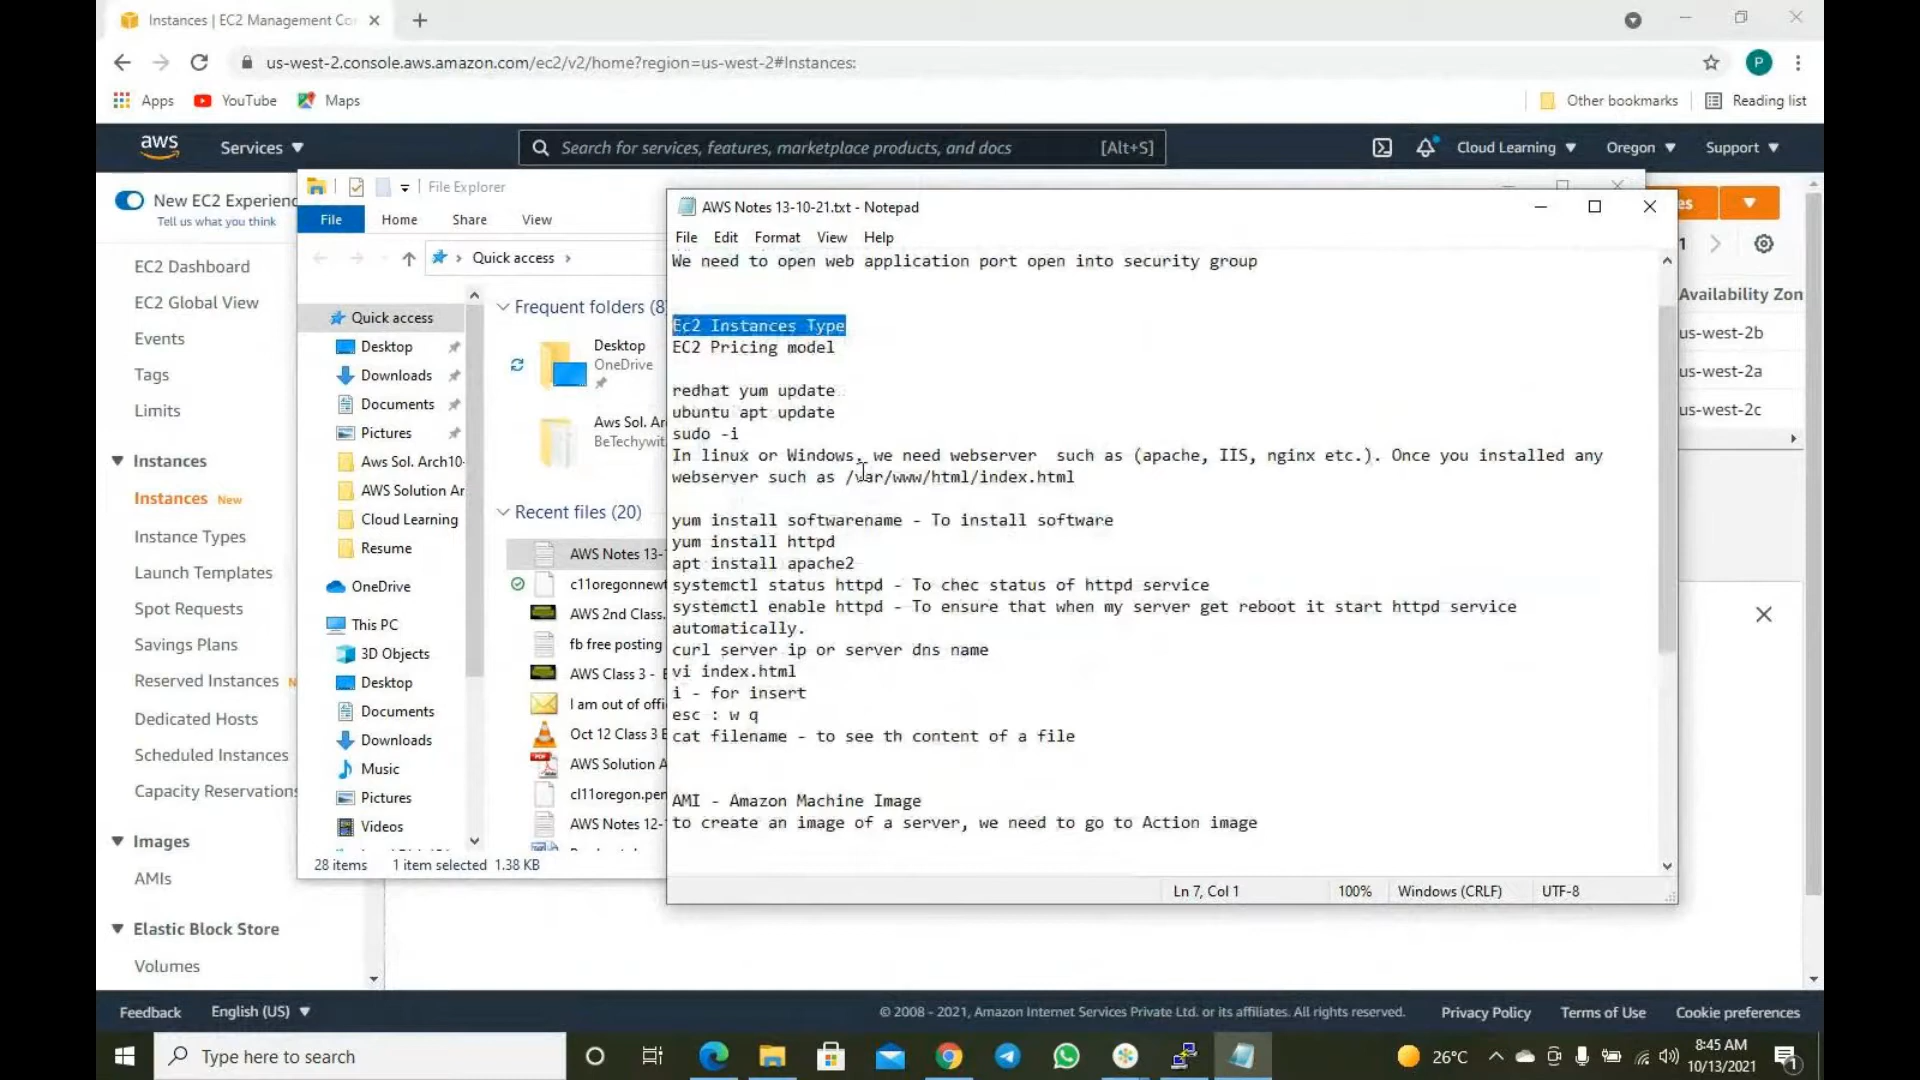 Instances | EC2 Management Co
us-west-2.console.aws.amazon.com/ec2/v2/home?region=us-west-2#Instances:
P
Apps
YouTube
Maps
Other bookmarks
Reading list
aws
Services
Search for services, features, marketplace products, and docs
[Alt+S]
Cloud Learning
Oregon
Support
New EC2 Experienc
Tell us what you think
EC2 Dashboard
EC2 Global View
Events
Tags
Limits
Instances
Instances New
Instance Types
Launch Templates
Spot Requests
Savings Plans
Reserved Instances N
Dedicated Hosts
Scheduled Instances
Capacity Reservations
Images
AMIs
Elastic Block Store
Volumes
File Explorer
File
Home
Share
View
Quick access
Quick access
Desktop
Downloads
Documents
Pictures
Aws Sol. Arch10-
AWS Solution Ar
Cloud Learning
Resume
OneDrive
This PC
3D Objects
Desktop
Documents
Downloads
Music
Pictures
Videos
Frequent folders (8
Desktop
OneDrive
Aws Sol. Ar
BeTechywit
Recent files (20)
AWS Notes 13-
c11oregonnewt
AWS 2nd Class.
fb free posting
AWS Class 3 - E
I am out of offi
Oct 12 Class 3 E
AWS Solution A
cl11oregon.pen
AWS Notes 12-
28 items
1 item selected 1.38 KB
AWS Notes 13-10-21.txt - Notepad
File
Edit
Format
View
Help
We need to open web application port open into security group
Ec2 Instances Type
EC2 Pricing model
redhat yum update
ubuntu apt update
sudo -i
In linux or Windows, we need webserver such as (apache, IIS, nginx etc.). Once you installed any
webserver such as /var/www/html/index.html
yum install softwarename - To install software
yum install httpd
apt install apache2
systemctl status httpd - To chec status of httpd service
systemctl enable httpd - To ensure that when my server get reboot it start httpd service
automatically.
curl server ip or server dns name
vi index.html
i - for insert
esc : w q
cat filename - to see th content of a file
AMI - Amazon Machine Image
to create an image of a server, we need to go to Action image
Ln 7, Col 1
100%
Windows (CRLF)
UTF-8
es
1
Availability Zon
us-west-2b
us-west-2a
us-west-2c
Feedback
English (US)
© 2008 - 2021, Amazon Internet Services Private Ltd. or its affiliates. All rights reserved.
Privacy Policy
Terms of Use
Cookie preferences
Type here to search
26°C
8:45 AM
10/13/2021
1